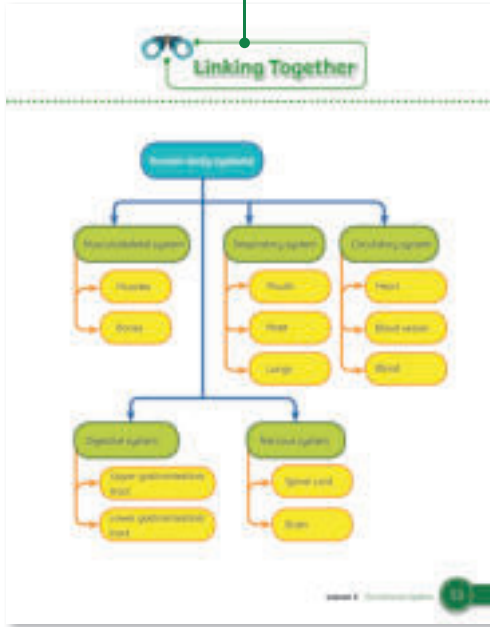 Linking Together
Human body systems
Musculoskeletal system
Respiratory system
Circulatory system
Muscles
Mouth
Heart
Bones
Nose
Blood vessels
Lungs
Blood
Digestive system
Nervous system
Upper gastrointestinal
tract
Spinal cord
Lower gastrointestinal
tract
Brain